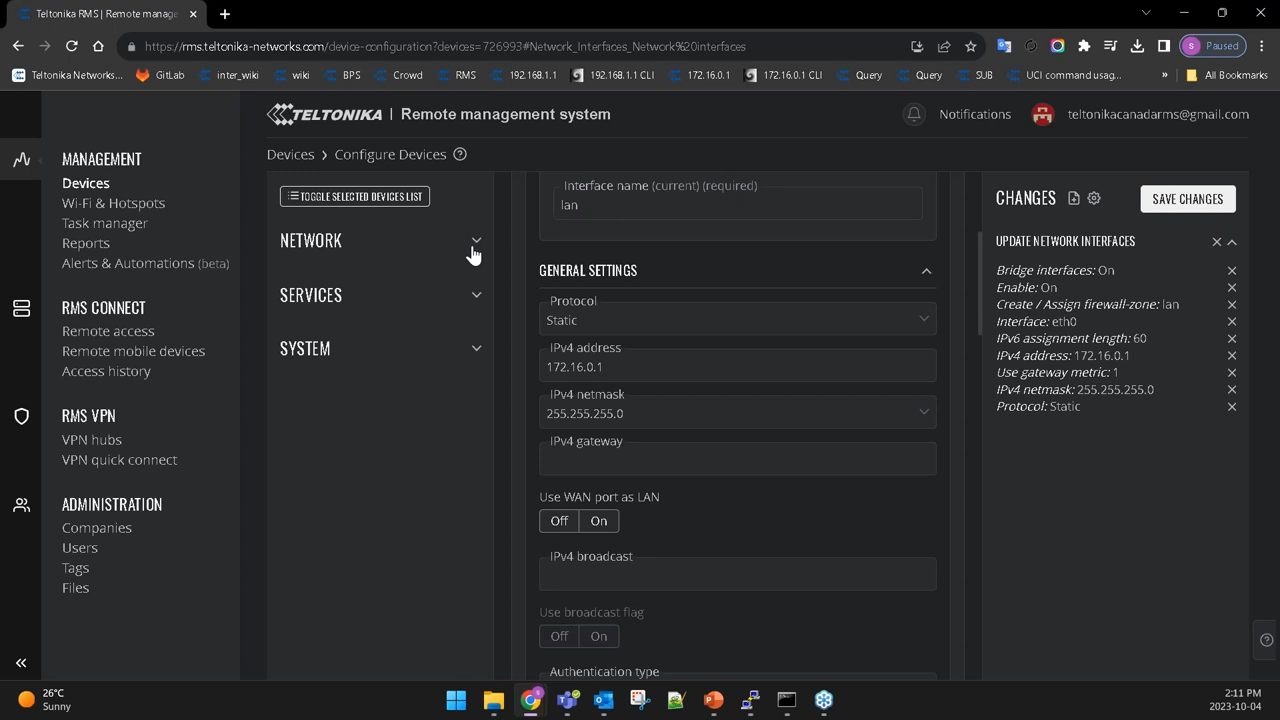 Teltonika RMS | Remote manage
https://rms.teltonika-networks.com/device-configuration?devices=726993#Network_Interfaces_Network%20interfaces
S Paused
Teltonika Networks... GitLab inter_wiki wiki BPS Crowd RMS 192.168.1.1 192.168.1.1 CLI 172.16.0.1 172.16.0.1 CLI Query Query SUB UCI command usag... » All Bookmarks
TELTONIKA | Remote management system
Notifications
teltonikacanadarms@gmail.com
Devices > Configure Devices
MANAGEMENT
Devices
Wi-Fi & Hotspots
Task manager
Reports
Alerts & Automations (beta)
RMS CONNECT
Remote access
Remote mobile devices
Access history
RMS VPN
VPN hubs
VPN quick connect
ADMINISTRATION
Companies
Users
Tags
Files
TOGGLE SELECTED DEVICES LIST
NETWORK
SERVICES
SYSTEM
Interface name (current) (required)
lan
GENERAL SETTINGS
Protocol
Static
IPv4 address
172.16.0.1
IPv4 netmask
255.255.255.0
IPv4 gateway
Use WAN port as LAN
Off On
IPv4 broadcast
Use broadcast flag
Off On
Authentication type
CHANGES
SAVE CHANGES
UPDATE NETWORK INTERFACES
Bridge interfaces: On
Enable: On
Create / Assign firewall-zone: lan
Interface: eth0
IPv6 assignment length: 60
IPv4 address: 172.16.0.1
Use gateway metric: 1
IPv4 netmask: 255.255.255.0
Protocol: Static
26°C
Sunny
2:11 PM
2023-10-04